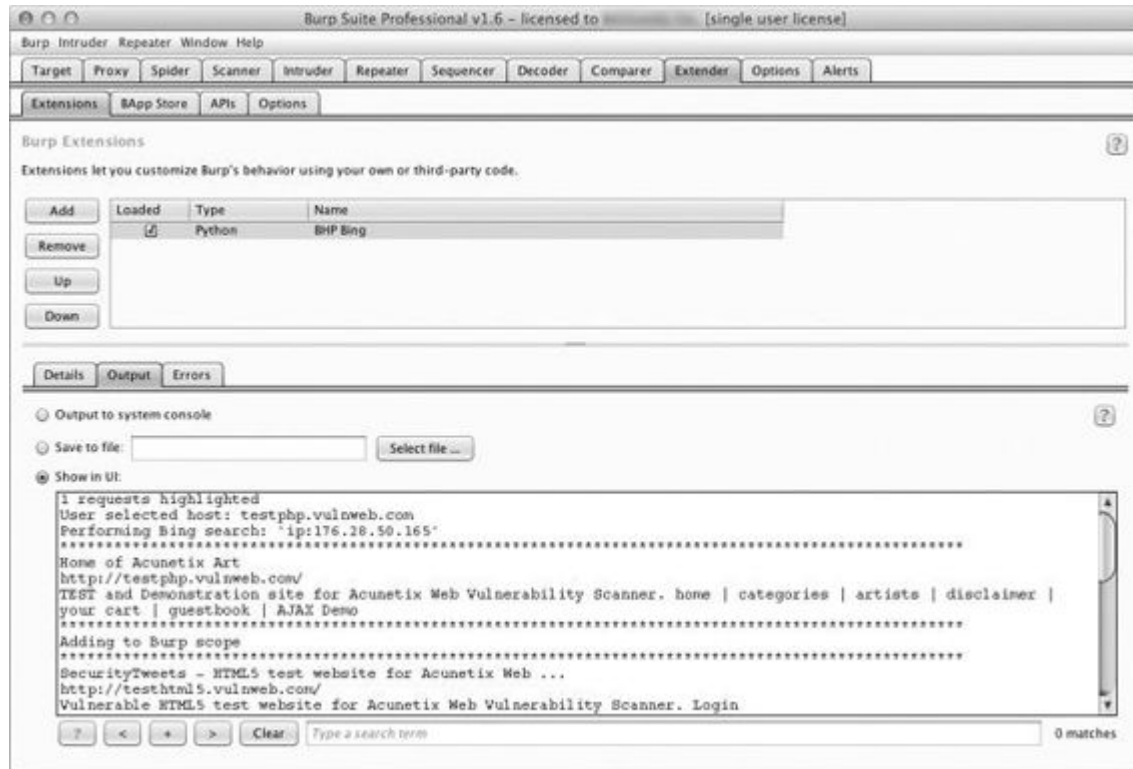 Burp Suite Professional v1.6 – licensed to [single user license]
Burp Intruder Repeater Window Help
Target Proxy Spider Scanner Intruder Repeater Sequencer Decoder Comparer Extender Options Alerts
Extensions BApp Store APIs Options
Burp Extensions
?
Extensions let you customize Burp's behavior using your own or third-party code.
Add
Loaded Type Name
Python BHP Bing
Remove
Up
Down
Details Output Errors
Output to system console
?
Save to file: Select file ...
Show in UI:
1 requests highlighted
User selected host: testphp.vulnweb.com
Performing Bing search: 'ip:176.28.50.165'
****************************************************************************************************
Home of Acunetix Art
http://testphp.vulnweb.com/
TEST and Demonstration site for Acunetix Web Vulnerability Scanner. home | categories | artists | disclaimer |
your cart | guestbook | AJAX Demo
****************************************************************************************************
Adding to Burp scope
****************************************************************************************************
SecurityTweets - HTML5 test website for Acunetix Web ...
http://testhtml5.vulnweb.com/
Vulnerable HTML5 test website for Acunetix Web Vulnerability Scanner. Login
? < + > Clear Type a search term 0 matches